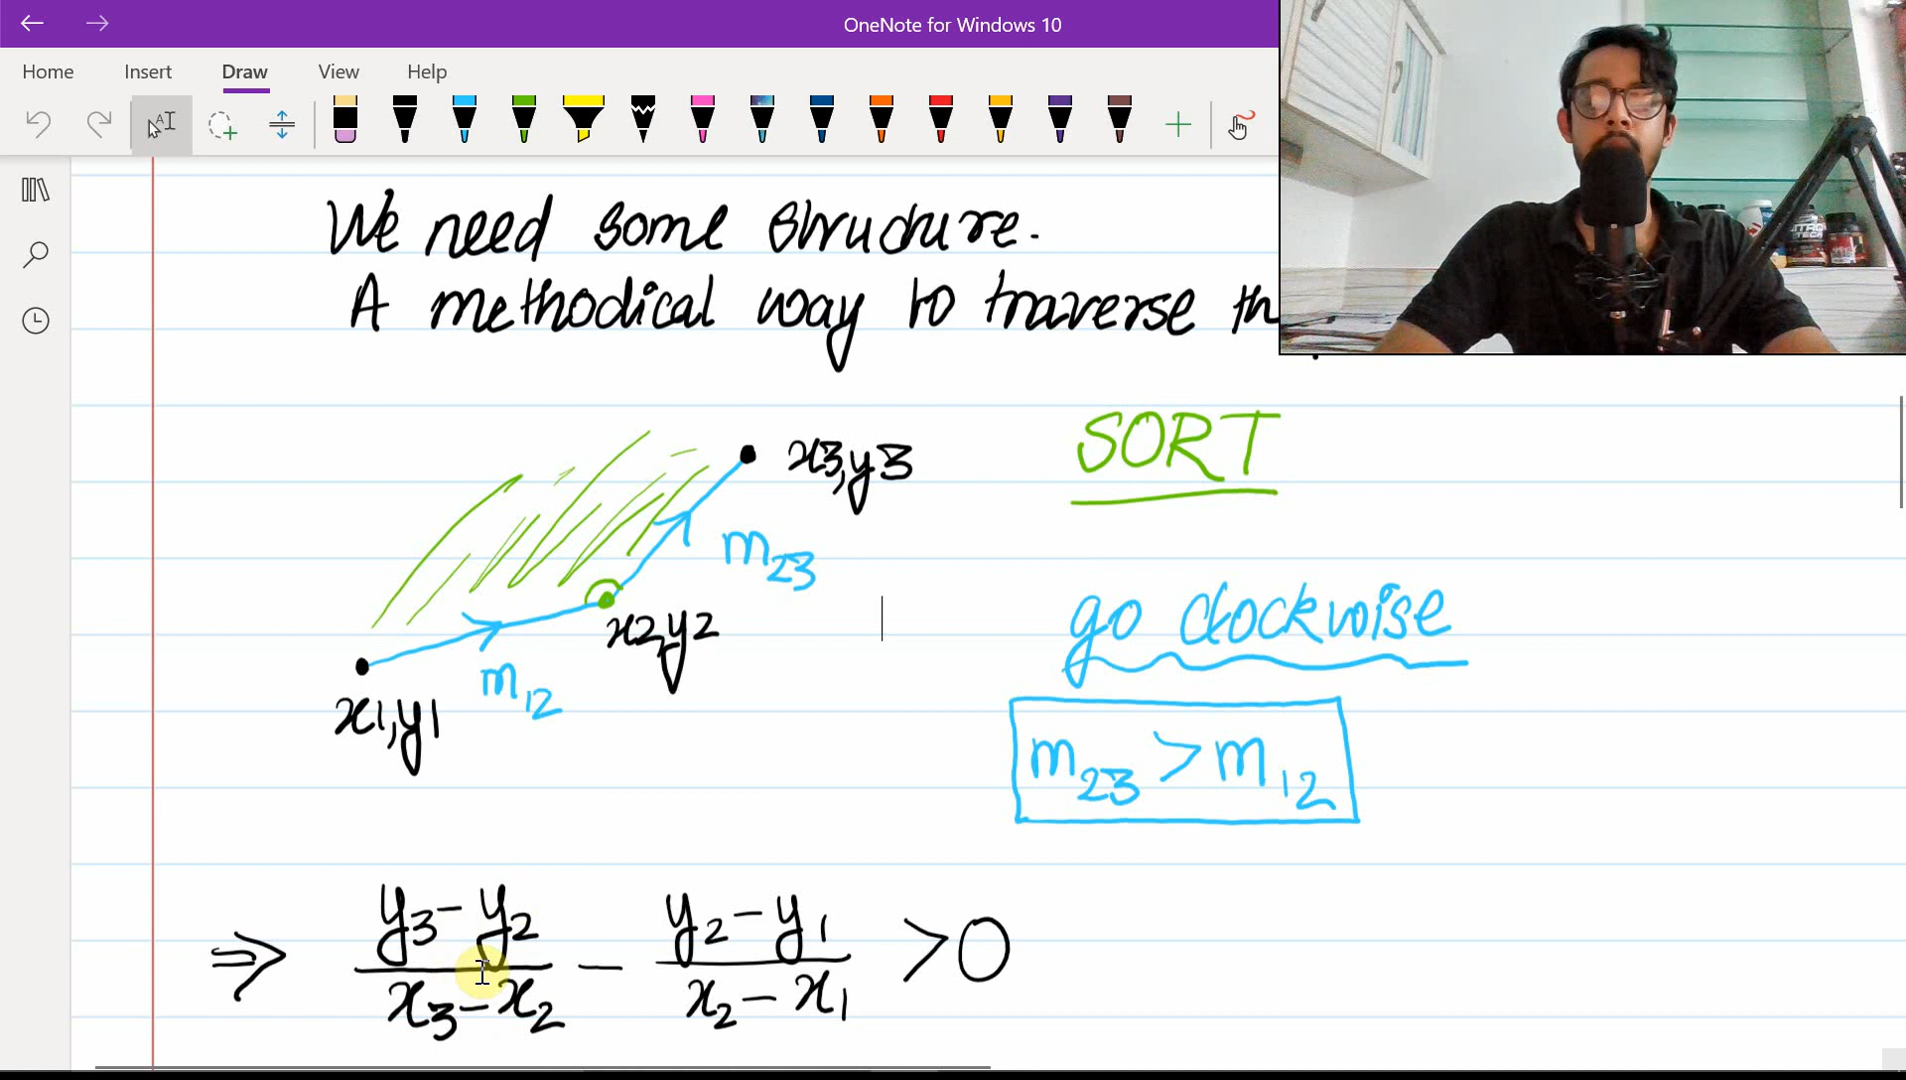 OneNote for Windows 10
Home Insert Draw View Help
We need some structure.
A methodical way to traverse th
x3,y3
SORT
m23
go clockwise
x2,y2
m12
x1,y1
m23 > m12
⇒ y3-y2/x3-x2 - y2-y1/x2-x1 >0